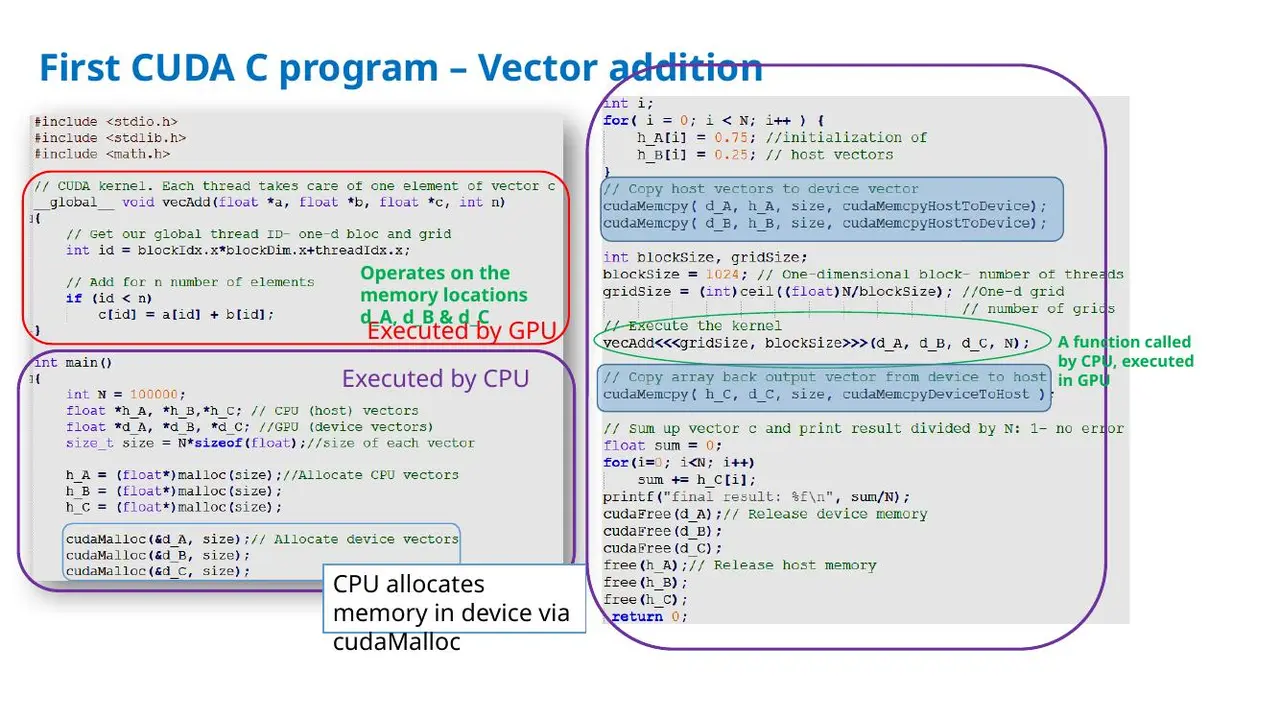 First CUDA C program – Vector addition
#include <stdio.h>
#include <stdlib.h>
#include <math.h>
// CUDA kernel. Each thread takes care of one element of vector c
__global__ void vecAdd(float *a, float *b, float *c, int n)
{
// Get our global thread ID- one-d bloc and grid
int id = blockIdx.x*blockDim.x+threadIdx.x;
// Add for n number of elements
if (id < n)
c[id] = a[id] + b[id];
}
Operates on the
memory locations
d_A, d_B & d_C
Executed by GPU
int main()
{
Executed by CPU
int N = 100000;
float *h_A, *h_B,*h_C; // CPU (host) vectors
float *d_A, *d_B, *d_C; //GPU (device vectors)
size_t size = N*sizeof(float);//size of each vector
h_A = (float*)malloc(size);//Allocate CPU vectors
h_B = (float*)malloc(size);
h_C = (float*)malloc(size);
cudaMalloc(&d_A, size);// Allocate device vectors
cudaMalloc(&d_B, size);
cudaMalloc(&d_C, size);
CPU allocates
memory in device via
cudaMalloc
int i;
for( i = 0; i < N; i++ ) {
h_A[i] = 0.75; //initialization of
h_B[i] = 0.25; // host vectors
}
// Copy host vectors to device vector
cudaMemcpy( d_A, h_A, size, cudaMemcpyHostToDevice);
cudaMemcpy( d_B, h_B, size, cudaMemcpyHostToDevice);
int blockSize, gridSize;
blockSize = 1024; // One-dimensional block- number of threads
gridSize = (int)ceil((float)N/blockSize); //One-d grid
// number of grids
// Execute the kernel
vecAdd<<<gridSize, blockSize>>>(d_A, d_B, d_C, N);
A function called
by CPU, executed
in GPU
// Copy array back output vector from device to host
cudaMemcpy( h_C, d_C, size, cudaMemcpyDeviceToHost );
// Sum up vector c and print result divided by N: 1- no error
float sum = 0;
for(i=0; i<N; i++)
sum += h_C[i];
printf("final result: %f\n", sum/N);
cudaFree(d_A);// Release device memory
cudaFree(d_B);
cudaFree(d_C);
free(h_A);// Release host memory
free(h_B);
free(h_C);
return 0;